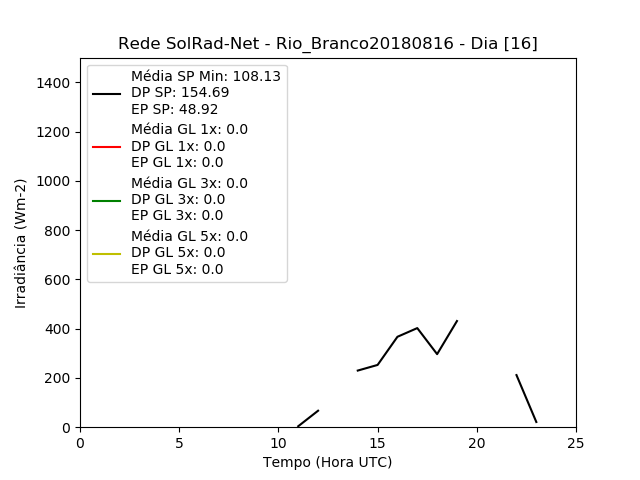 Rede SolRad-Net - Rio_Branco20180816 - Dia [16]
Média SP Min: 108.13
DP SP: 154.69
EP SP: 48.92
Média GL 1x: 0.0
DP GL 1x: 0.0
EP GL 1x: 0.0
Média GL 3x: 0.0
DP GL 3x: 0.0
EP GL 3x: 0.0
Média GL 5x: 0.0
DP GL 5x: 0.0
EP GL 5x: 0.0
Irradiância (Wm-2)
1400
1200
1000
800
600
400
200
0
0 5 10 15 20 25
Tempo (Hora UTC)